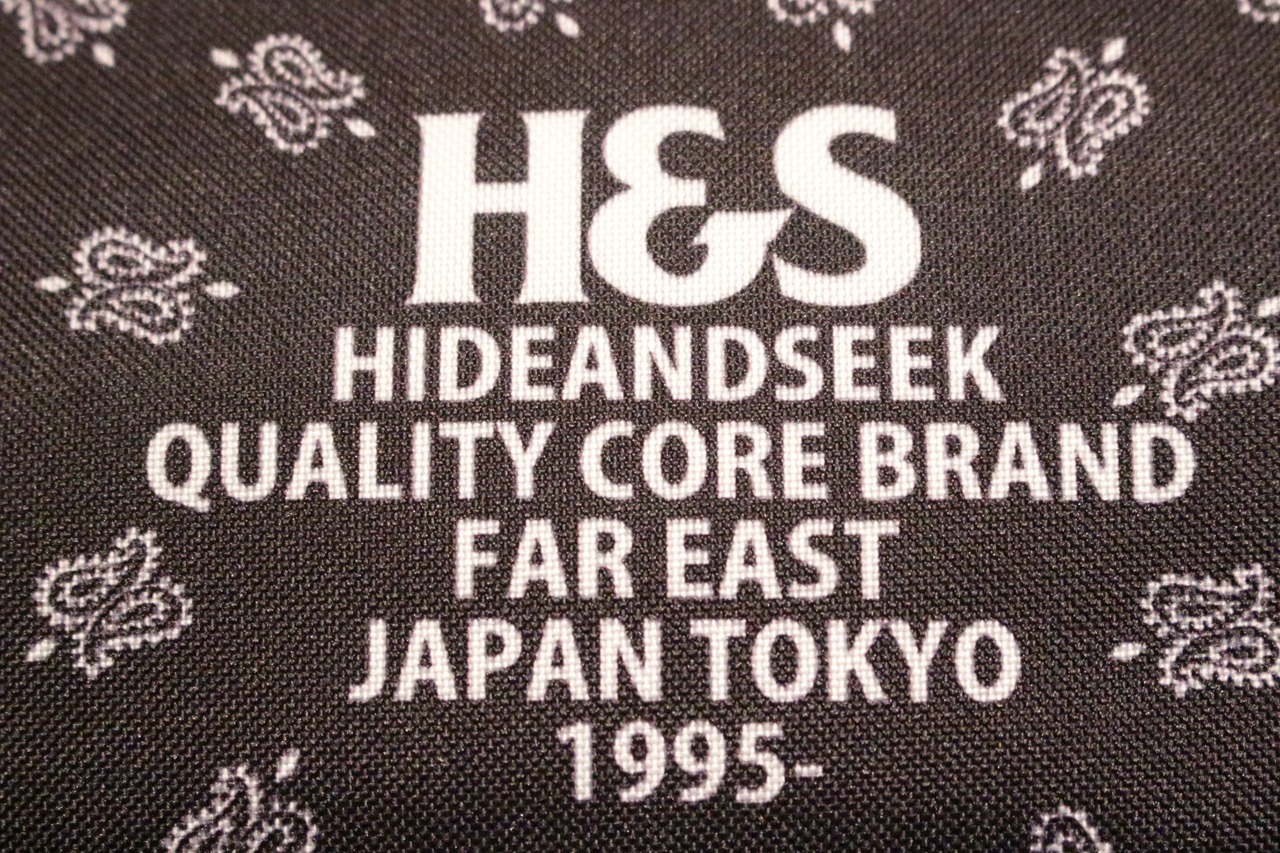 H&S
HIDEANDSEEK
QUALITY CORE BRAND
FAR EAST
JAPAN TOKYO
1995-